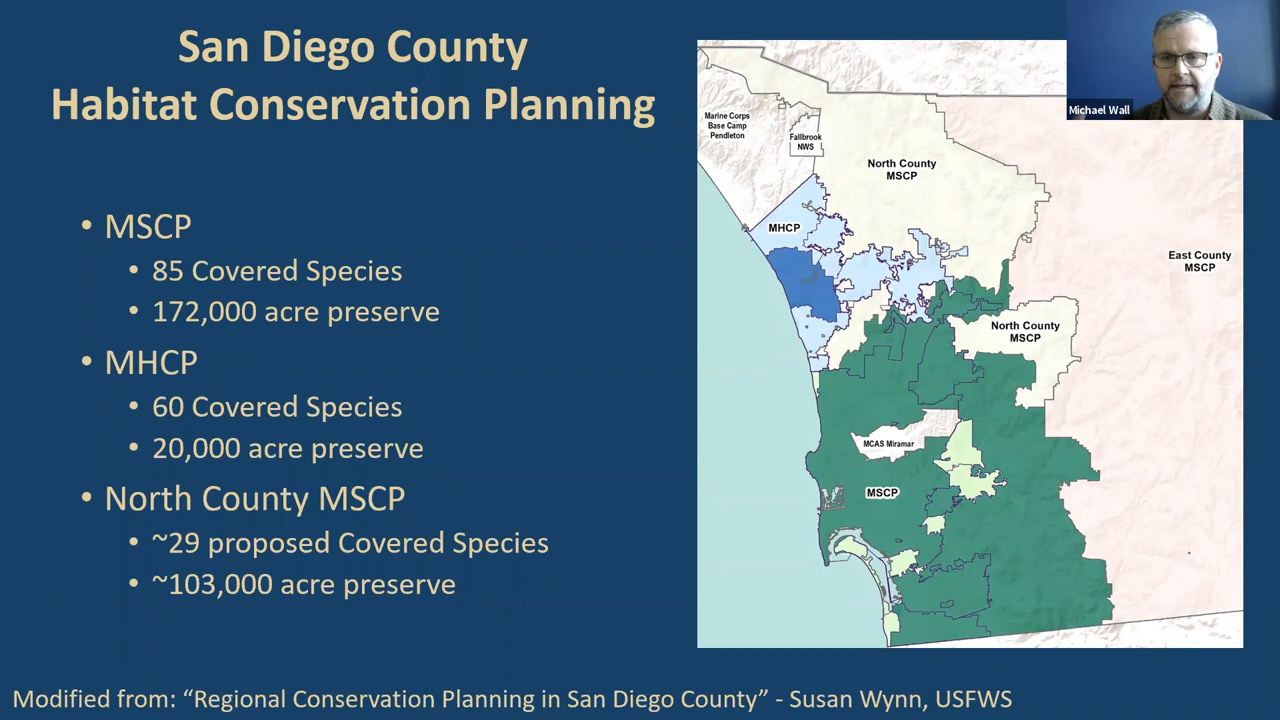 San Diego County
Habitat Conservation Planning
• MSCP
• 85 Covered Species
• 172,000 acre preserve
• MHCP
• 60 Covered Species
• 20,000 acre preserve
• North County MSCP
• ~29 proposed Covered Species
• ~103,000 acre preserve
Marine Corps
Base Camp
Pendleton
Fallbrook
NWS
North County
MSCP
MHCP
East County
MSCP
North County
MSCP
MCAS Miramar
MSCP
Michael Wall
Modified from: “Regional Conservation Planning in San Diego County” - Susan Wynn, USFWS